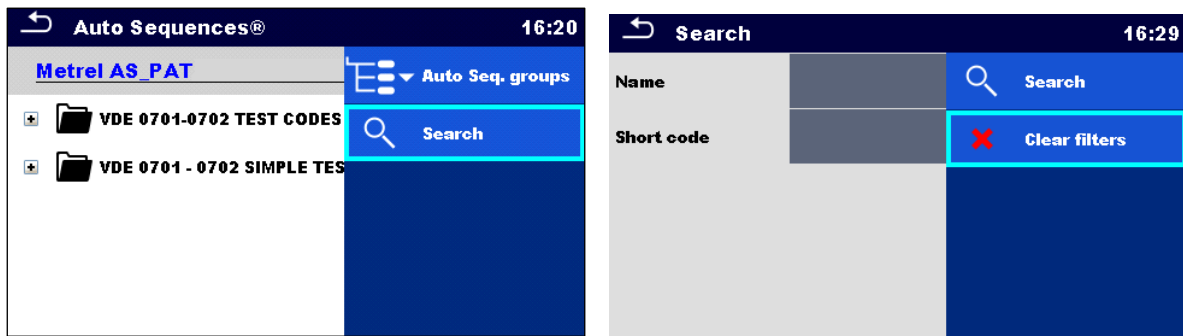 Auto Sequences® 16:20
Metrel AS_PAT
Auto Seq. groups
VDE 0701-0702 TEST CODES
Search
VDE 0701 - 0702 SIMPLE TES
Search 16:29
Name
Search
Short code
Clear filters